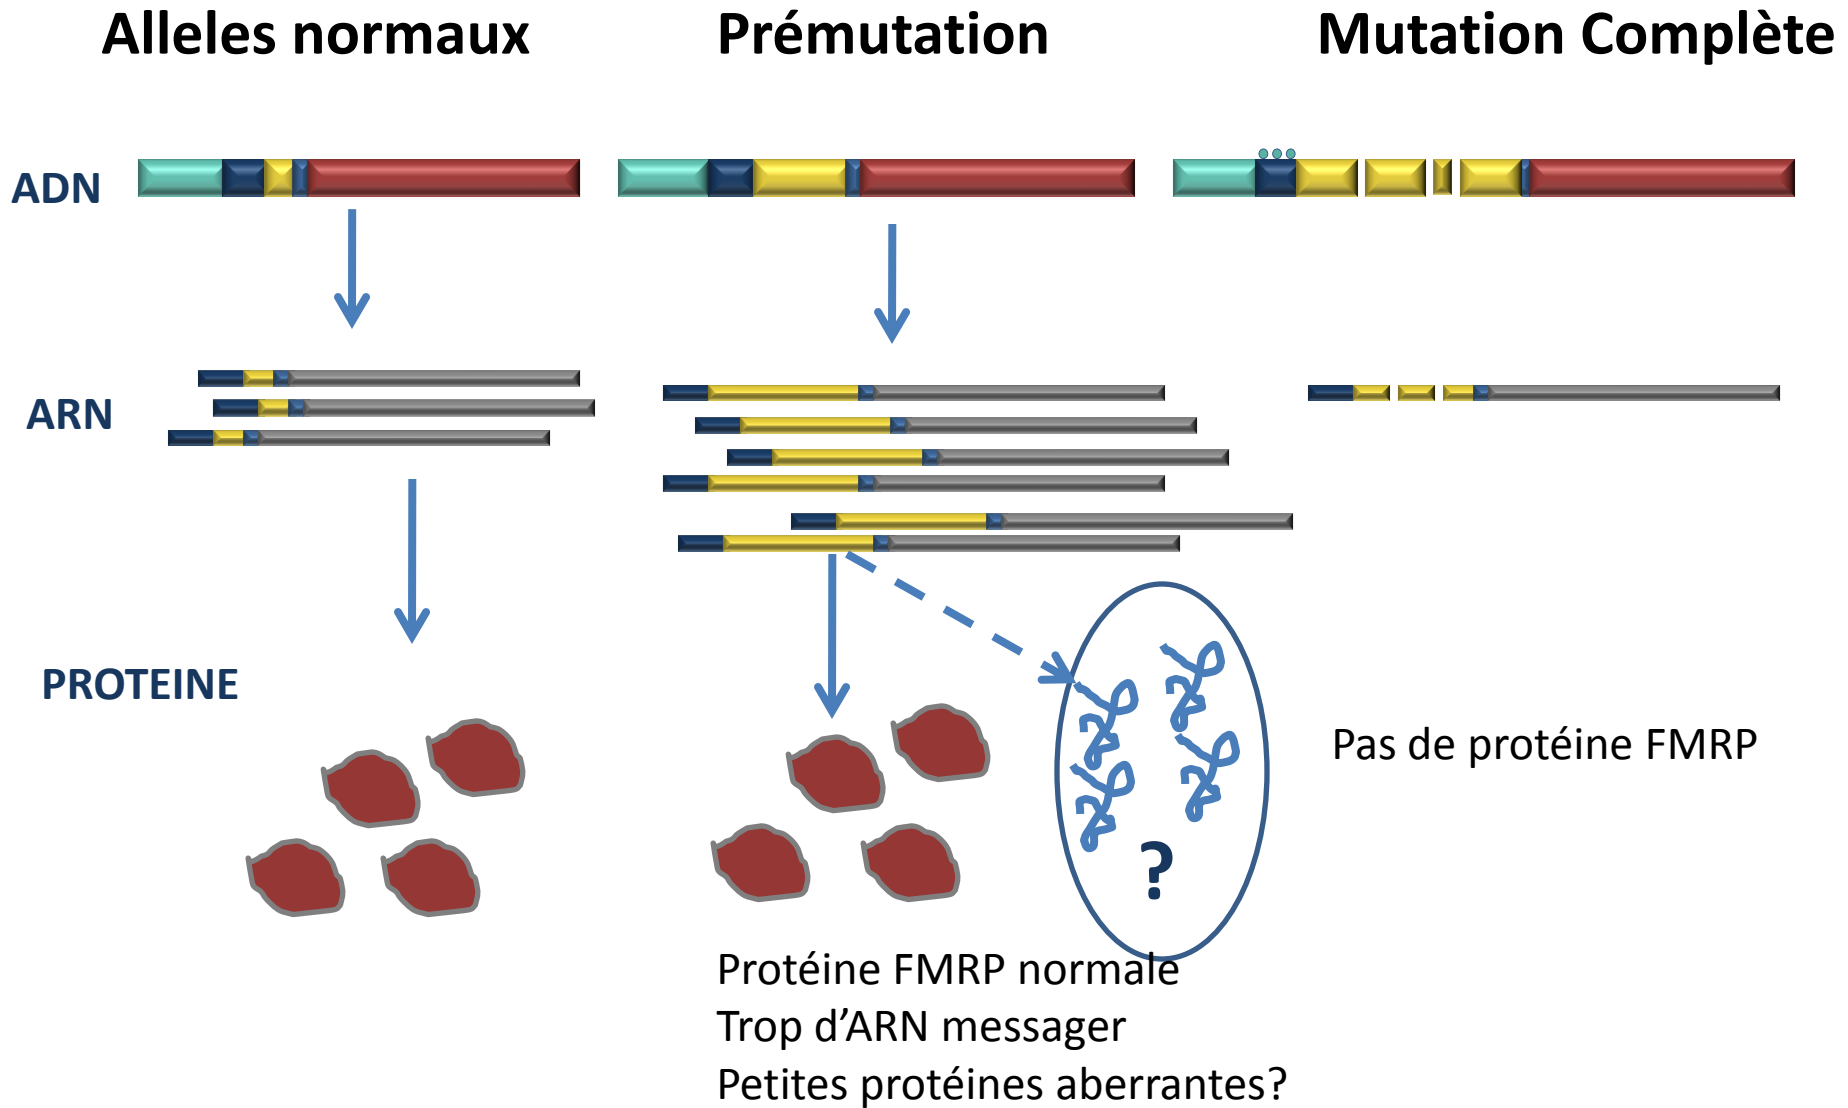 Alleles normaux
Prémutation
Mutation Complète
ADN
ARN
PROTEINE
Pas de protéine FMRP
?
Protéine FMRP normale
Trop d’ARN messager
Petites protéines aberrantes?